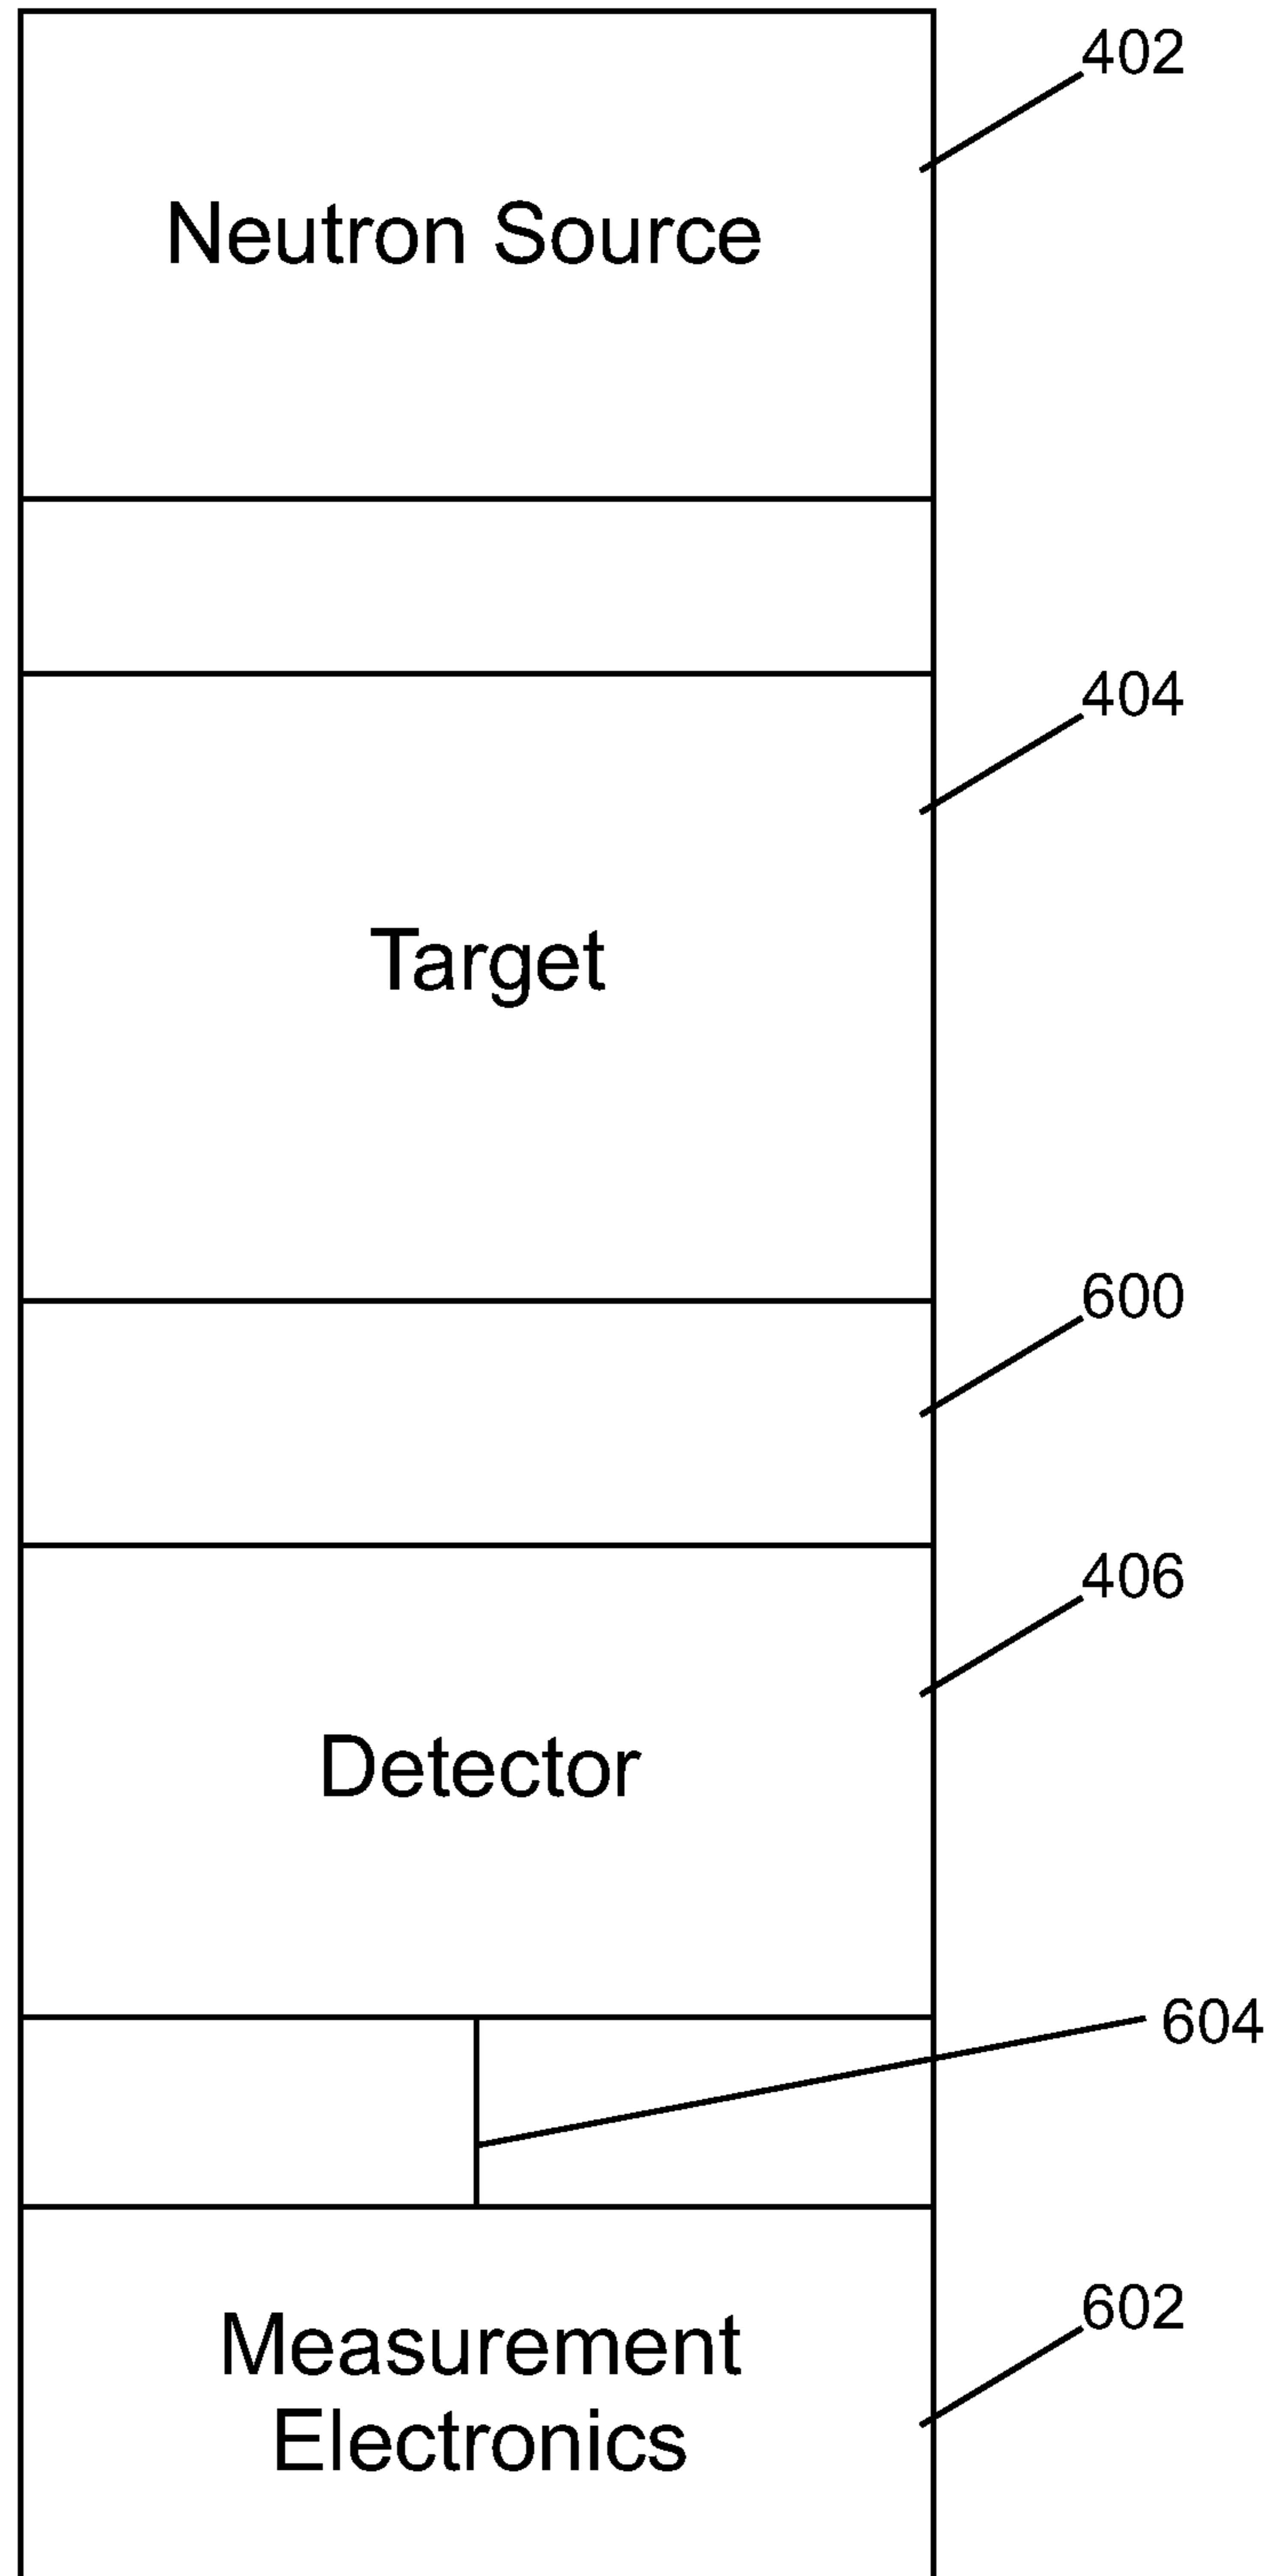 402
Neutron Source
404
Target
600
406
Detector
604
602
Measurement
Electronics